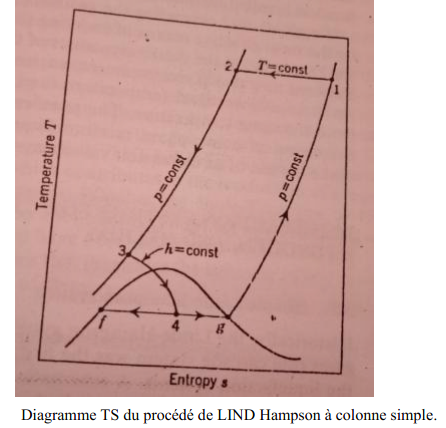 2
T=const
1
p=const
p=const
Temperature T
3
h=const
f
4
g
Entropy s
Diagramme TS du procédé de LIND Hampson à colonne simple.